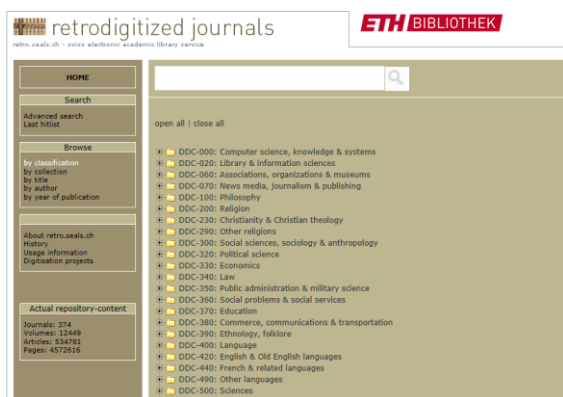 retrodigitized journals
retro.seals.ch - swiss electronic academic library service
ETH BIBLIOTHEK
HOME
Search
Advanced search
Last hitlist
Browse
by classification
by collection
by title
by author
by year of publication
About retro.seals.ch
History
Usage information
Digitisation projects
Actual repository-content
Journals: 374
Volumes: 12449
Articles: 534781
Pages: 4572616
open all | close all
DDC-000: Computer science, knowledge & systems
DDC-020: Library & information sciences
DDC-060: Associations, organizations & museums
DDC-070: News media, journalism & publishing
DDC-100: Philosophy
DDC-200: Religion
DDC-230: Christianity & Christian theology
DDC-290: Other religions
DDC-300: Social sciences, sociology & anthropology
DDC-320: Political science
DDC-330: Economics
DDC-340: Law
DDC-350: Public administration & military science
DDC-360: Social problems & social services
DDC-370: Education
DDC-380: Commerce, communications & transportation
DDC-390: Ethnology, folklore
DDC-400: Language
DDC-420: English & Old English languages
DDC-440: French & related languages
DDC-490: Other languages
DDC-500: Sciences